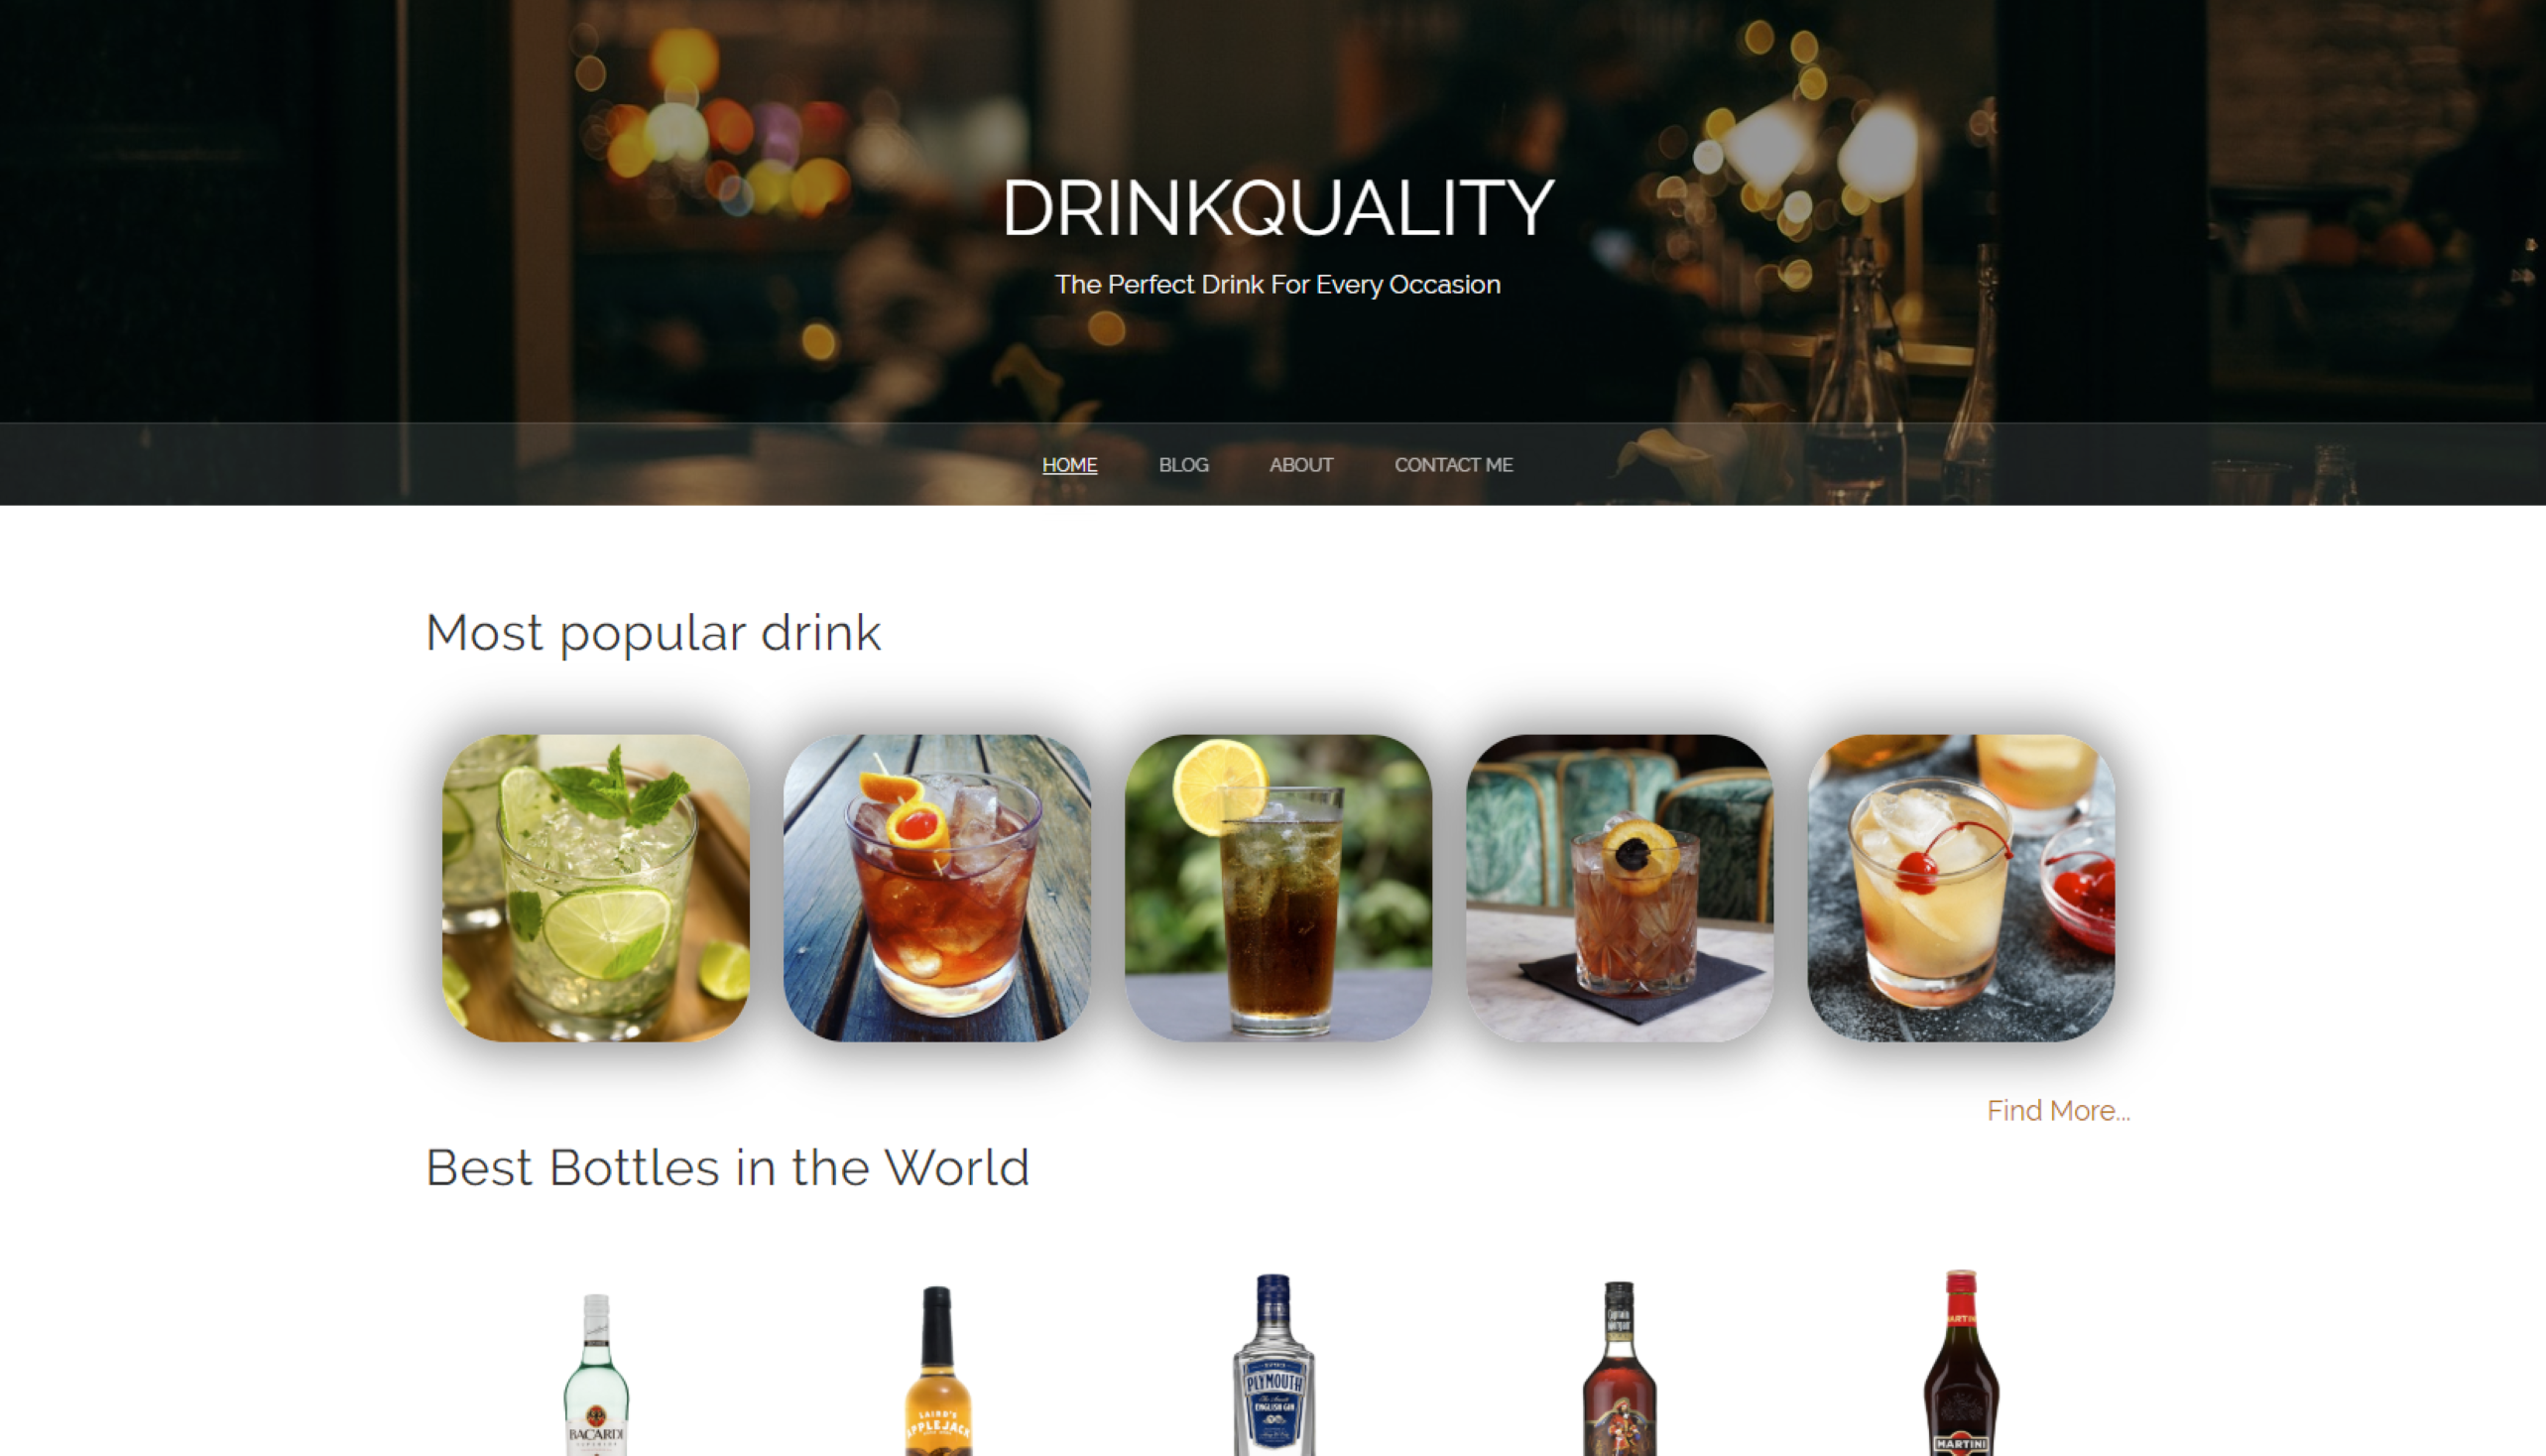 DRINKQUALITY
The Perfect Drink For Every Occasion
HOME BLOG ABOUT CONTACT ME
Most popular drink
Find More...
Best Bottles in the World
BACARDI
LAIRD'S
APPLEJACK
PLYMOUTH
ENGLISH GIN
MARTINI
MARTINI